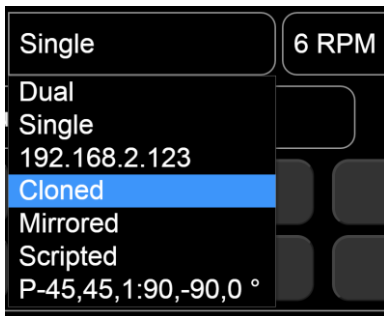 Single
6 RPM
Dual
Single
192.168.2.123
Cloned
Mirrored
Scripted
P-45,45,1:90,-90,0 °